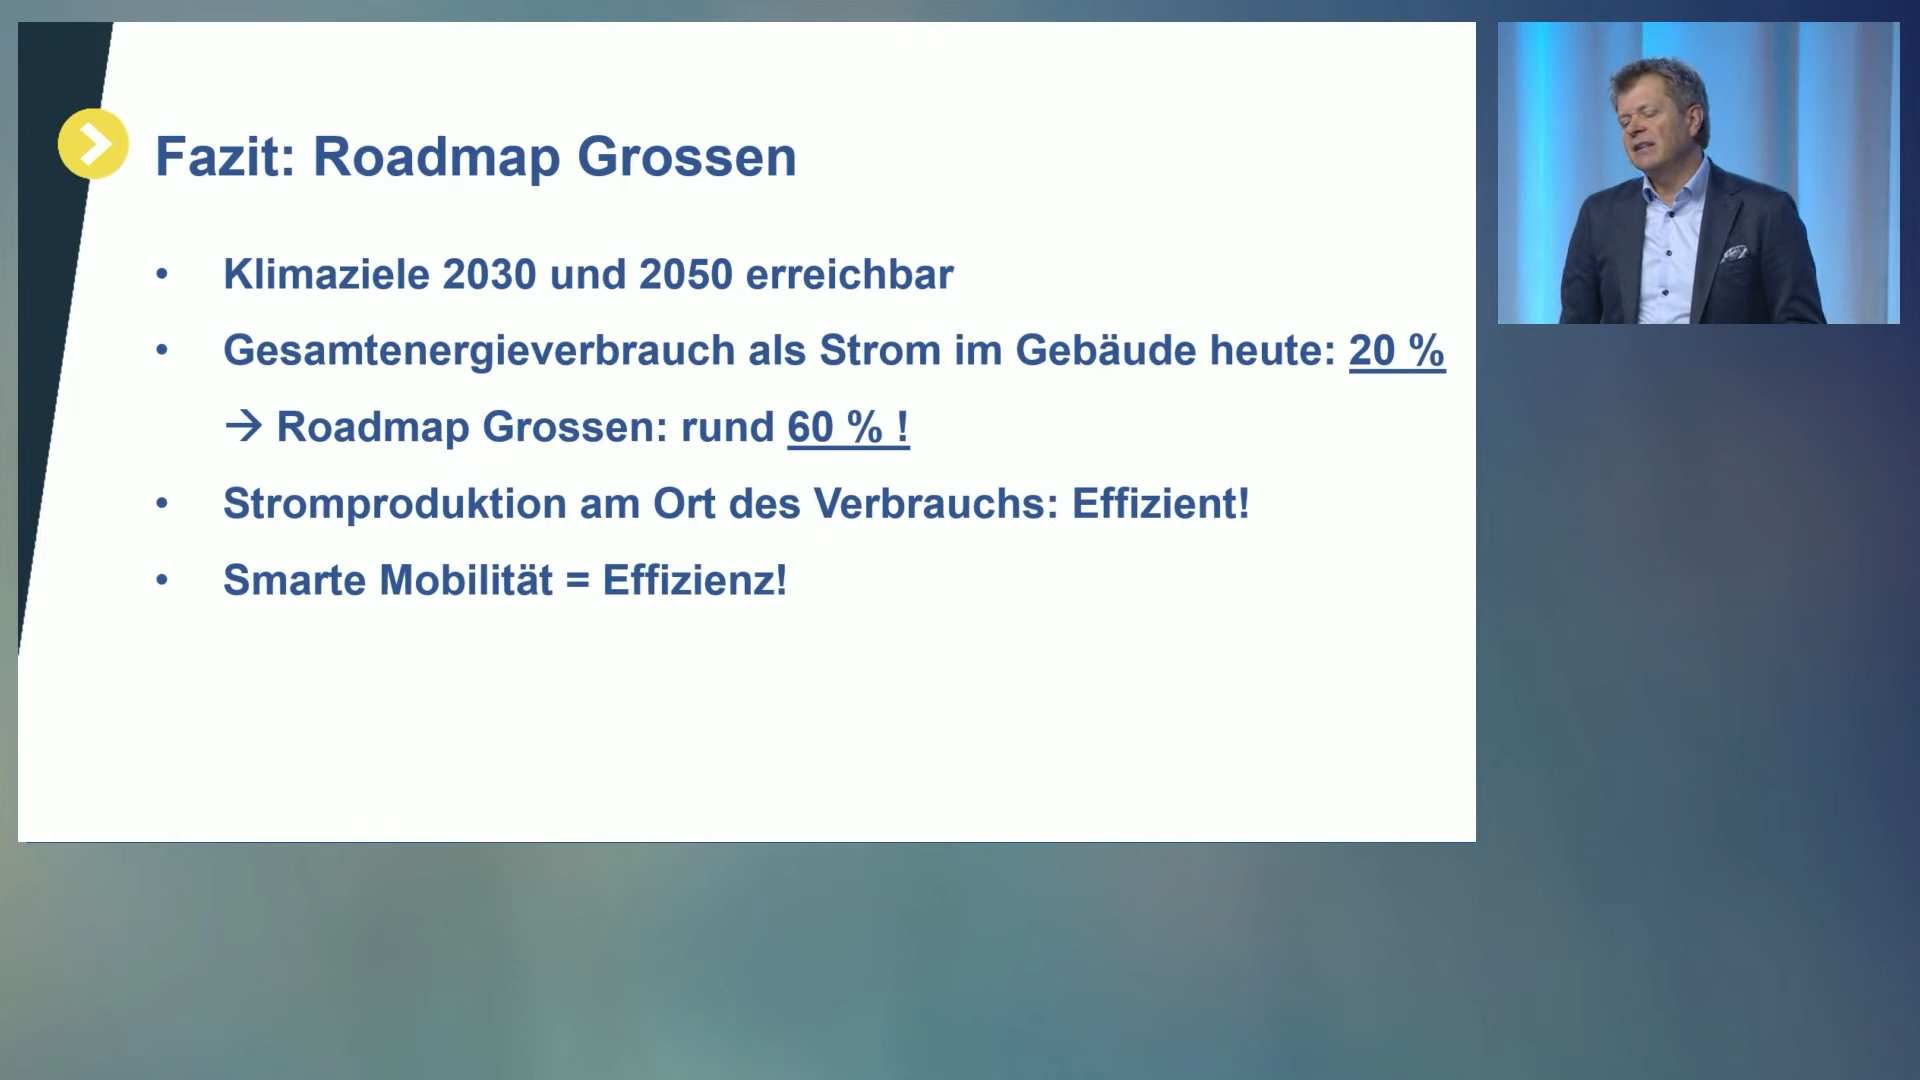 Fazit: Roadmap Grossen
• Klimaziele 2030 und 2050 erreichbar
• Gesamtenergieverbrauch als Strom im Gebäude heute: 20 %
→ Roadmap Grossen: rund 60 % !
• Stromproduktion am Ort des Verbrauchs: Effizient!
• Smarte Mobilität = Effizienz!